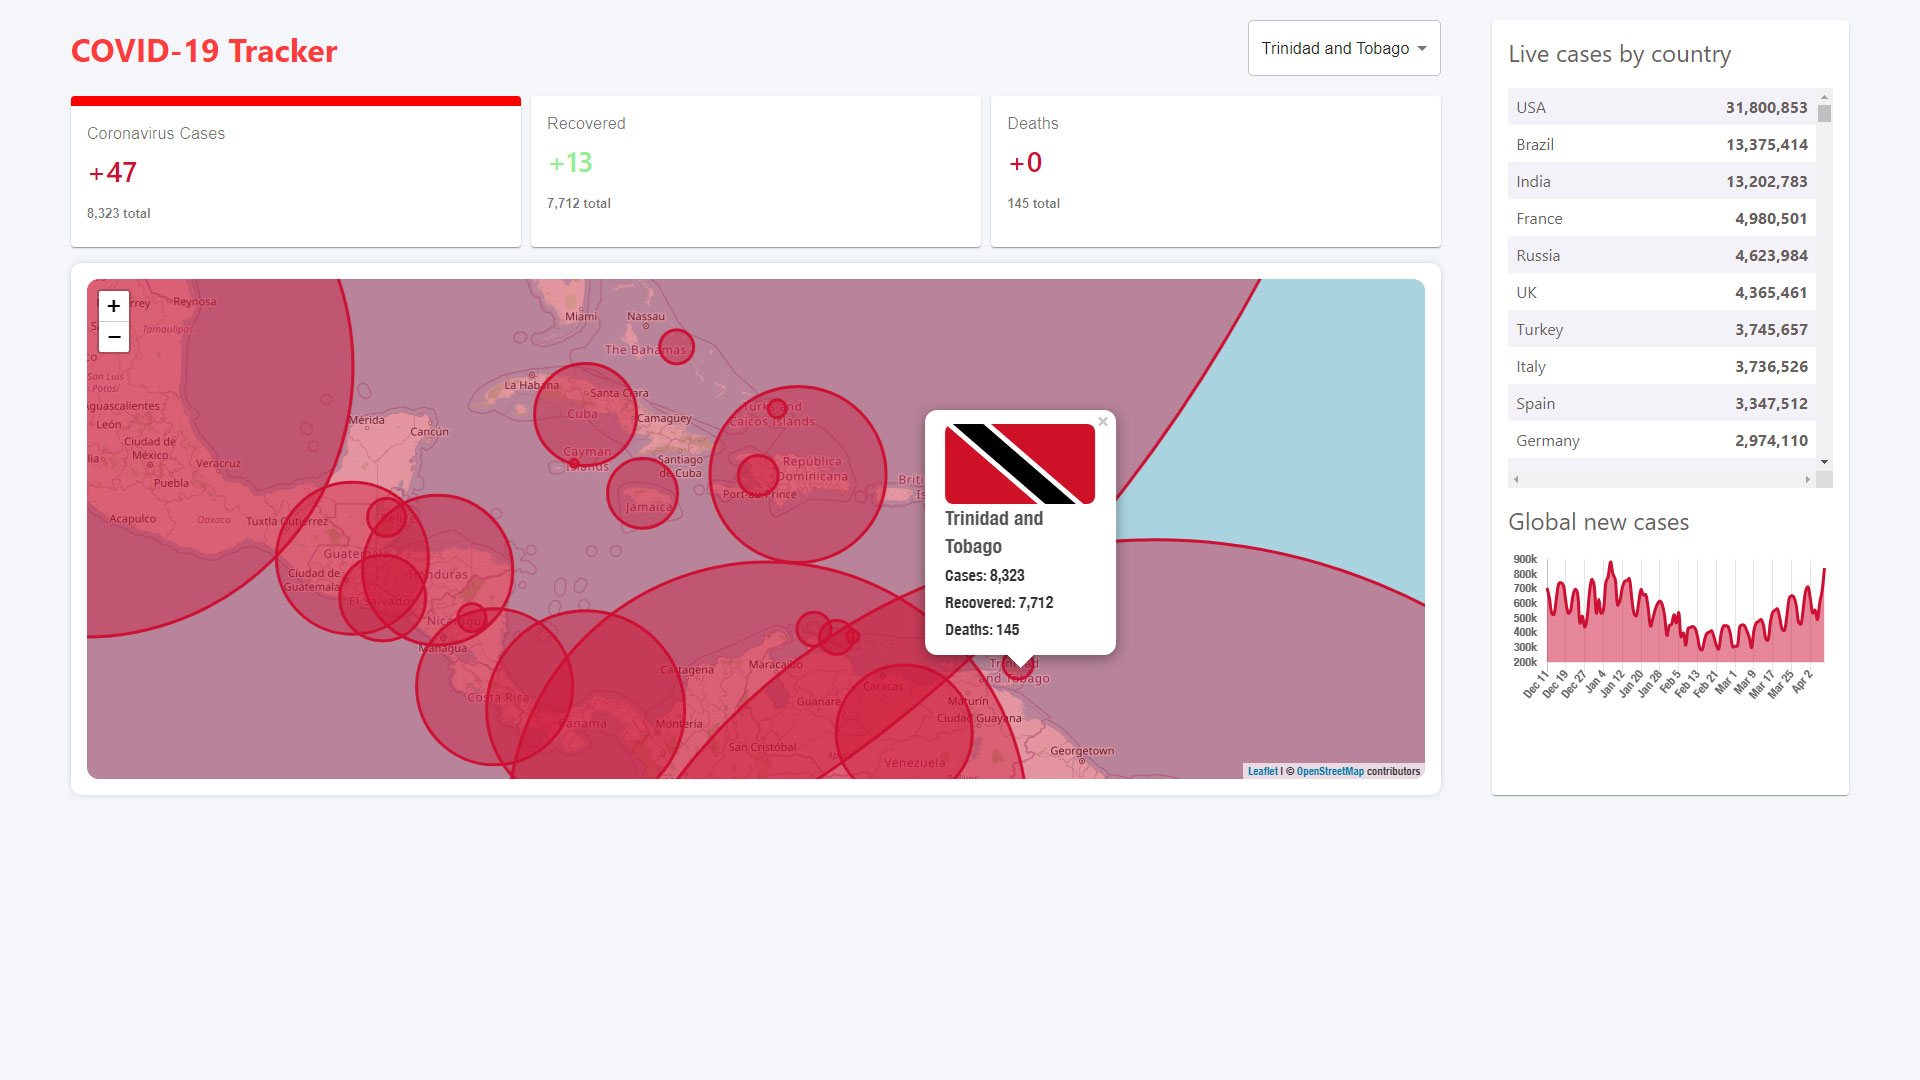 COVID-19 Tracker
Trinidad and Tobago
Coronavirus Cases
+47
8,323 total
Recovered
+13
7,712 total
Deaths
+0
145 total
+
−
Reynosa
Tamaulipas
San Luis
Potosí
Aguascalientes
León
Ciudad de
México
Veracruz
Puebla
Acapulco
Oaxaca
Tuxtla Gutiérrez
Mérida
Cancún
Miami
Nassau
The Bahamas
La Habana
Santa Clara
Cuba
Camagüey
Cayman
Islands
Santiago
de Cuba
Jamaica
Turks and
Caicos Islands
República
Dominicana
Port-au-Prince
Belize
Guatemala
Ciudad de
Guatemala
Honduras
El Salvador
Nicaragua
Managua
Costa Rica
Panamá
Cartagena
Montería
Maracaibo
Caracas
Guanare
San Cristóbal
Maturín
Ciudad Guayana
Venezuela
Georgetown
Trinidad
and Tobago
×
Trinidad and
Tobago
Cases: 8,323
Recovered: 7,712
Deaths: 145
Leaflet | © OpenStreetMap contributors
Live cases by country
USA 31,800,853
Brazil 13,375,414
India 13,202,783
France 4,980,501
Russia 4,623,984
UK 4,365,461
Turkey 3,745,657
Italy 3,736,526
Spain 3,347,512
Germany 2,974,110
Global new cases
900k
800k
700k
600k
500k
400k
300k
200k
Dec 11 Dec 19 Dec 27 Jan 4 Jan 12 Jan 20 Jan 28 Feb 5 Feb 13 Feb 21 Mar 1 Mar 9 Mar 17 Mar 25 Apr 2